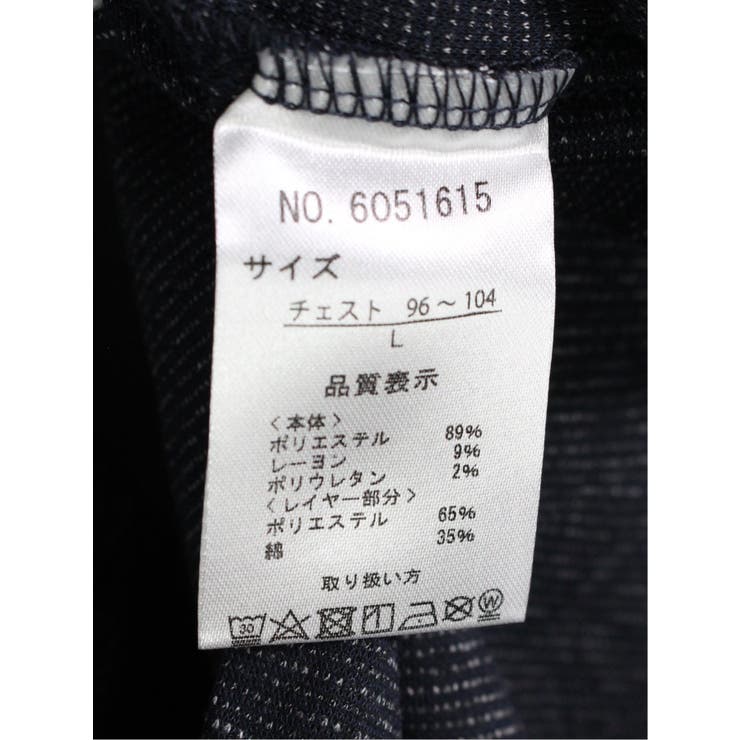 NO. 6051615
サイズ
チェスト 96～104
L
品質表示
〈本体〉
ポリエステル 89%
レーヨン 9%
ポリウレタン 2%
〈レイヤー部分〉
ポリエステル 65%
綿 35%
取り扱い方
30
W